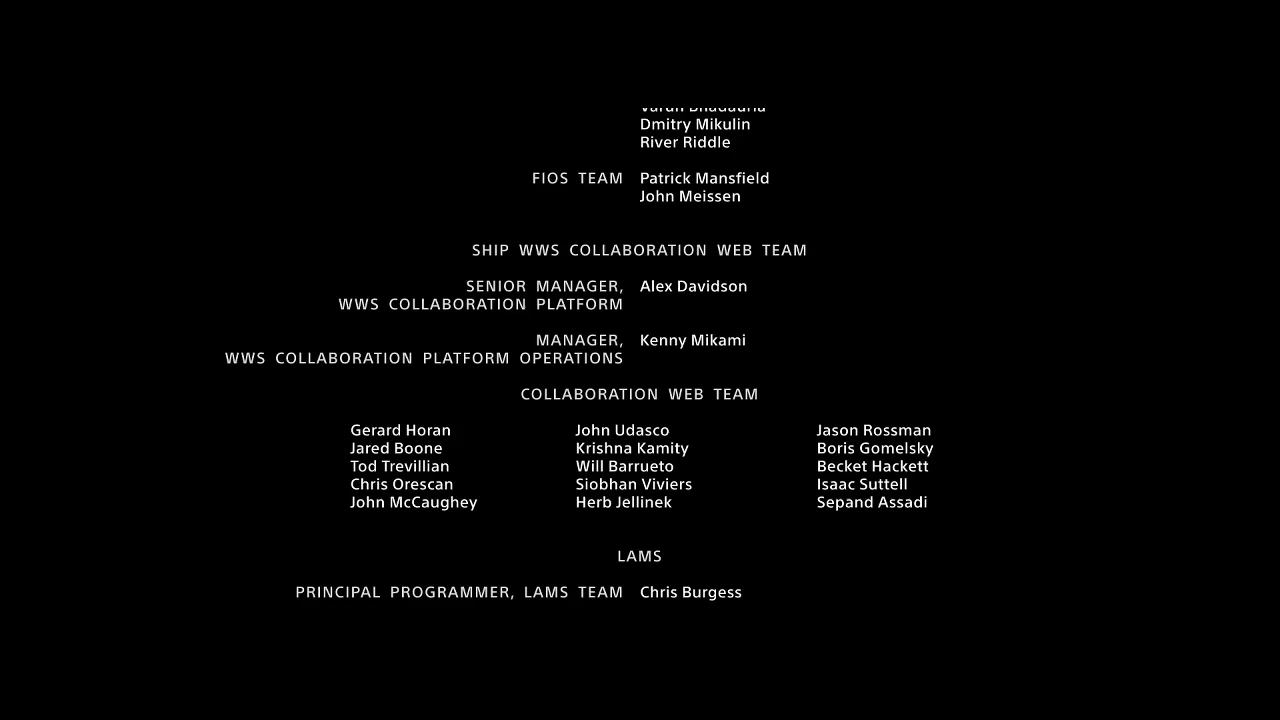 Varun Bhadauria
Dmitry Mikulin
River Riddle
FIOS TEAM Patrick Mansfield
John Meissen
SHIP WWS COLLABORATION WEB TEAM
SENIOR MANAGER, Alex Davidson
WWS COLLABORATION PLATFORM
MANAGER, Kenny Mikami
WWS COLLABORATION PLATFORM OPERATIONS
COLLABORATION WEB TEAM
Gerard Horan John Udasco Jason Rossman
Jared Boone Krishna Kamity Boris Gomelsky
Tod Trevillian Will Barrueto Becket Hackett
Chris Orescan Siobhan Viviers Isaac Suttell
John McCaughey Herb Jellinek Sepand Assadi
LAMS
PRINCIPAL PROGRAMMER, LAMS TEAM Chris Burgess